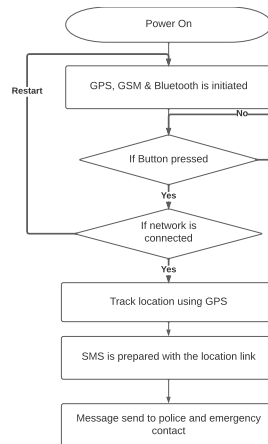 Power On
Restart
GPS, GSM & Bluetooth is initiated
No
If Button pressed
Yes
If network is
connected
Yes
Track location using GPS
SMS is prepared with the location link
Message send to police and emergency
contact